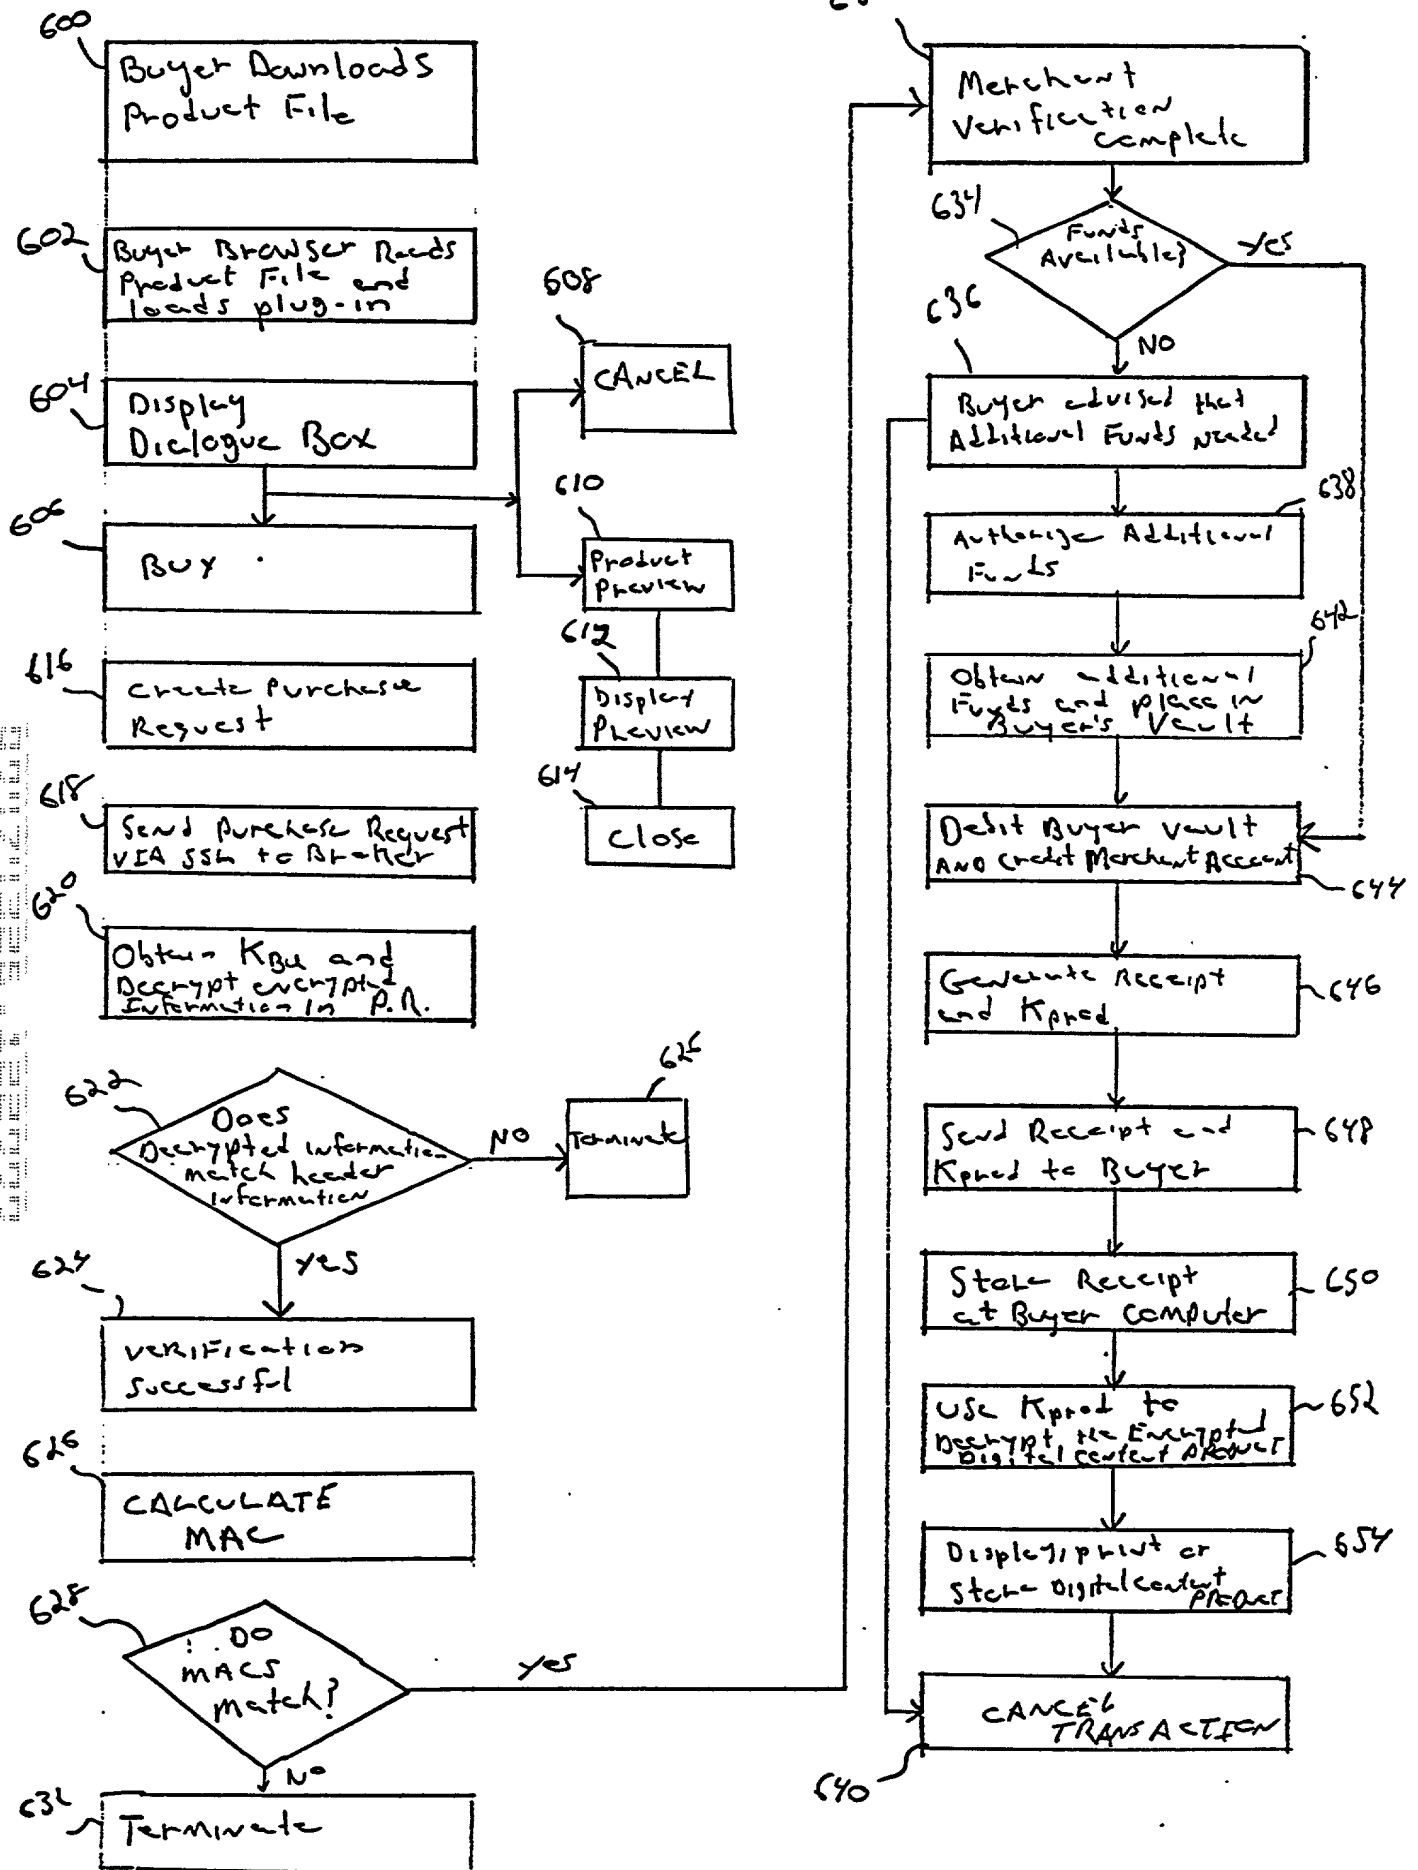 600
Buyer Downloads
Product File
602
Buyer Browser Reads
Product File and
loads plug-in
604
Display
Dialogue Box
606
Buy
608
CANCEL
610
Product
Preview
612
Display
Preview
614
Close
616
Create Purchase
Request
618
Send Purchase Request
VIA SSL to Broker
620
Obtain KBU and
Decrypt encrypted
Information in P.R.
622
Does
Decrypted information
match header
information
NO
626
Terminate
yes
624
verification
successful
626
CALCULATE
MAC
628
DO
MACS
match?
yes
NO
Terminate
Merchant
Verification
complete
634
Funds
Available?
Yes
NO
636
Buyer advised that
Additional Funds Needed
638
Authorize Additional
Funds
642
Obtain additional
Funds and place in
Buyer's Vault
Debit Buyer Vault
AND Credit Merchant Account
644
Generate Receipt
and Kprod
646
Send Receipt and
Kprod to Buyer
648
Store Receipt
at Buyer Computer
650
Use Kprod to
Decrypt the Encrypted
Digital Content PRODUCT
652
Display, print or
Store Digital Content
PRODUCT
654
CANCEL
TRANSACTION
640